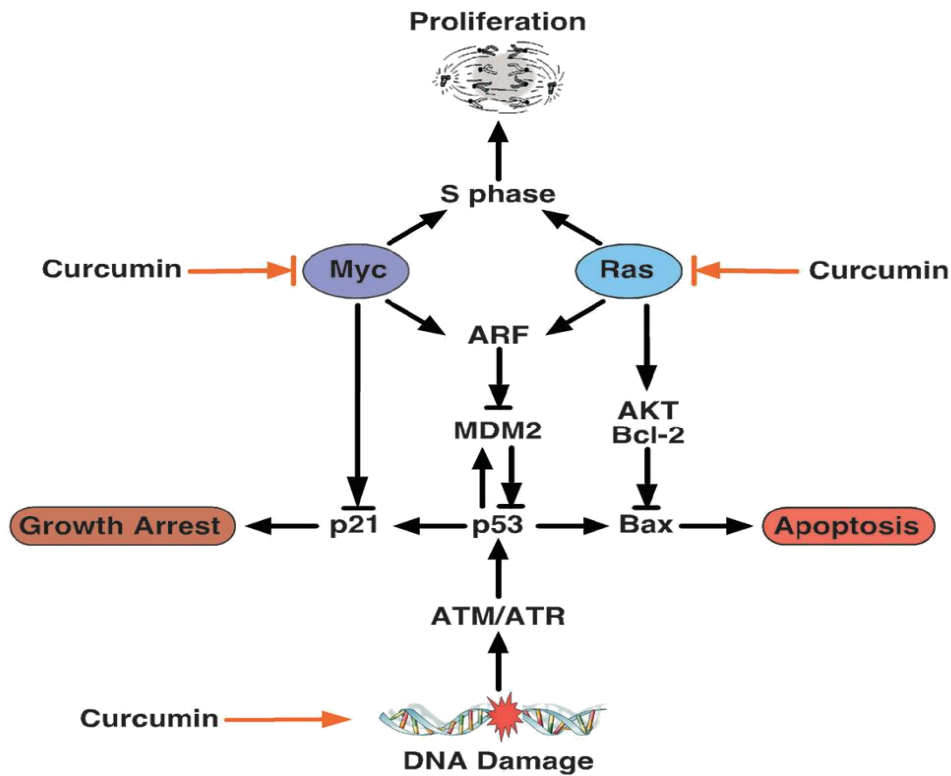 Proliferation
S phase
Curcumin
Myc
Ras
Curcumin
ARF
MDM2
AKT
Bcl-2
Growth Arrest
p21
p53
Bax
Apoptosis
ATM/ATR
Curcumin
DNA Damage